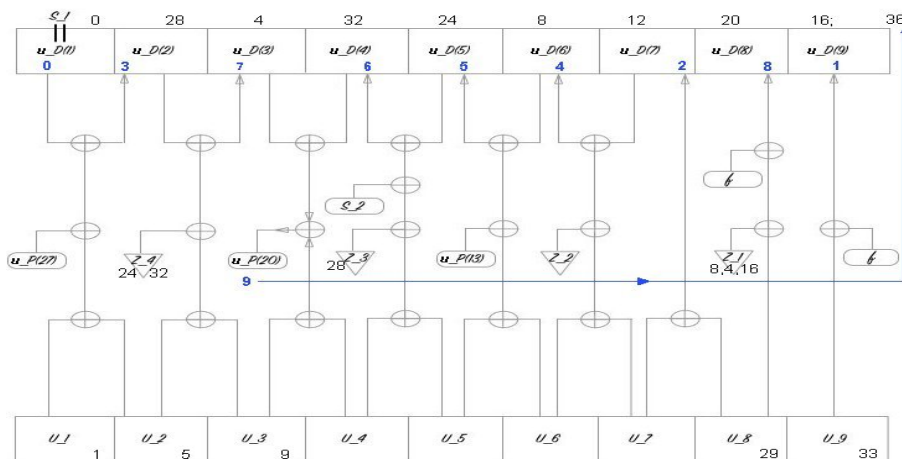 S_1 0 28 4 32 24 8 12 20 16; 36
u_D(1) u_D(2) u_D(3) u_D(4) u_D(5) u_D(6) u_D(7) u_D(8) u_D(9)
0 3 7 6 5 4 2 8 1
f
S_2
u_P(27) Z_4 u_P(20) Z_3 u_P(13) Z_2 Z_1 f
24 32 28 8,4,16
9
U_1 U_2 U_3 U_4 U_5 U_6 U_7 U_8 U_9
1 5 9 29 33